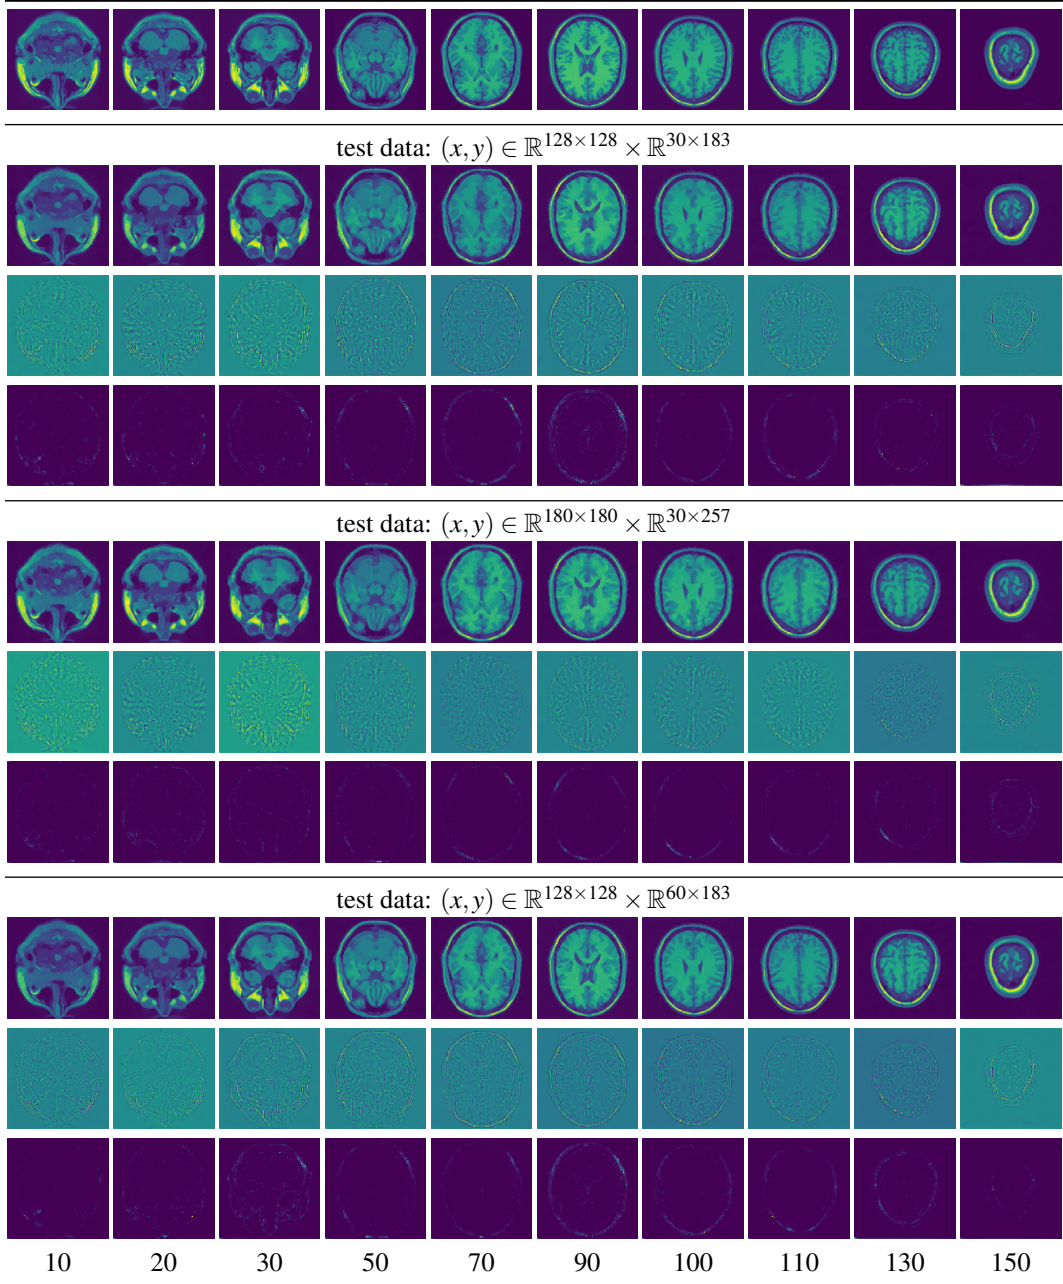 test data: (x, y) ∈ ℝ^{128×128} × ℝ^{30×183}
test data: (x, y) ∈ ℝ^{180×180} × ℝ^{30×257}
test data: (x, y) ∈ ℝ^{128×128} × ℝ^{60×183}
10 20 30 50 70 90 100 110 130 150